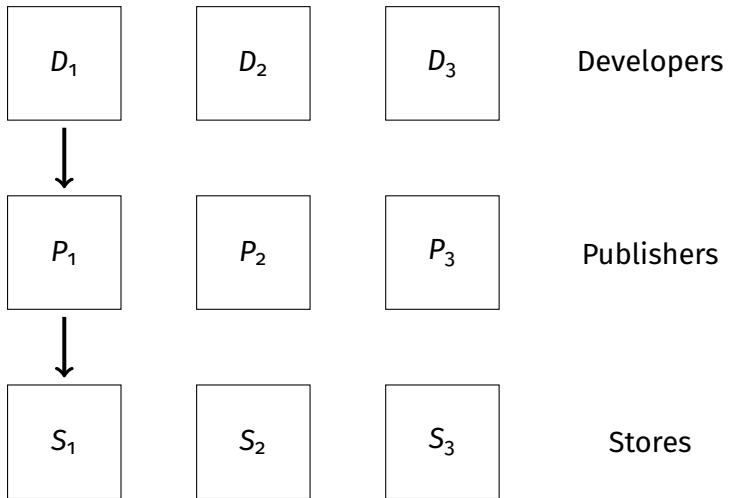 D₁ D₂ D₃ Developers
P₁ P₂ P₃ Publishers
S₁ S₂ S₃ Stores